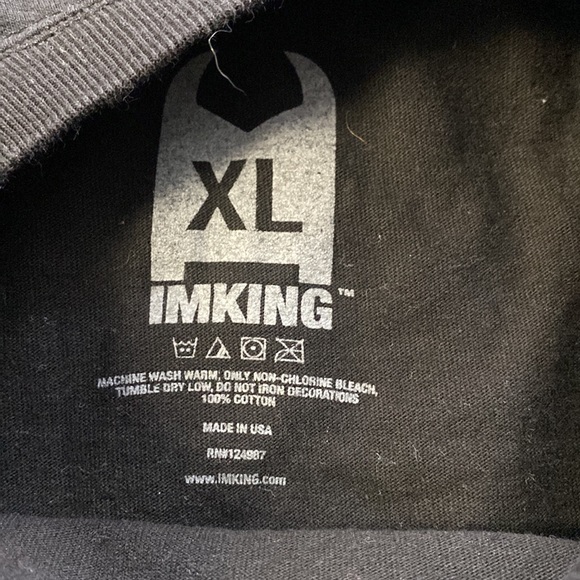 XL
IMKING™
MACHINE WASH WARM, ONLY NON-CHLORINE BLEACH,
TUMBLE DRY LOW, DO NOT IRON DECORATIONS
100% COTTON
MADE IN USA
RN#124987
www.IMKING.com